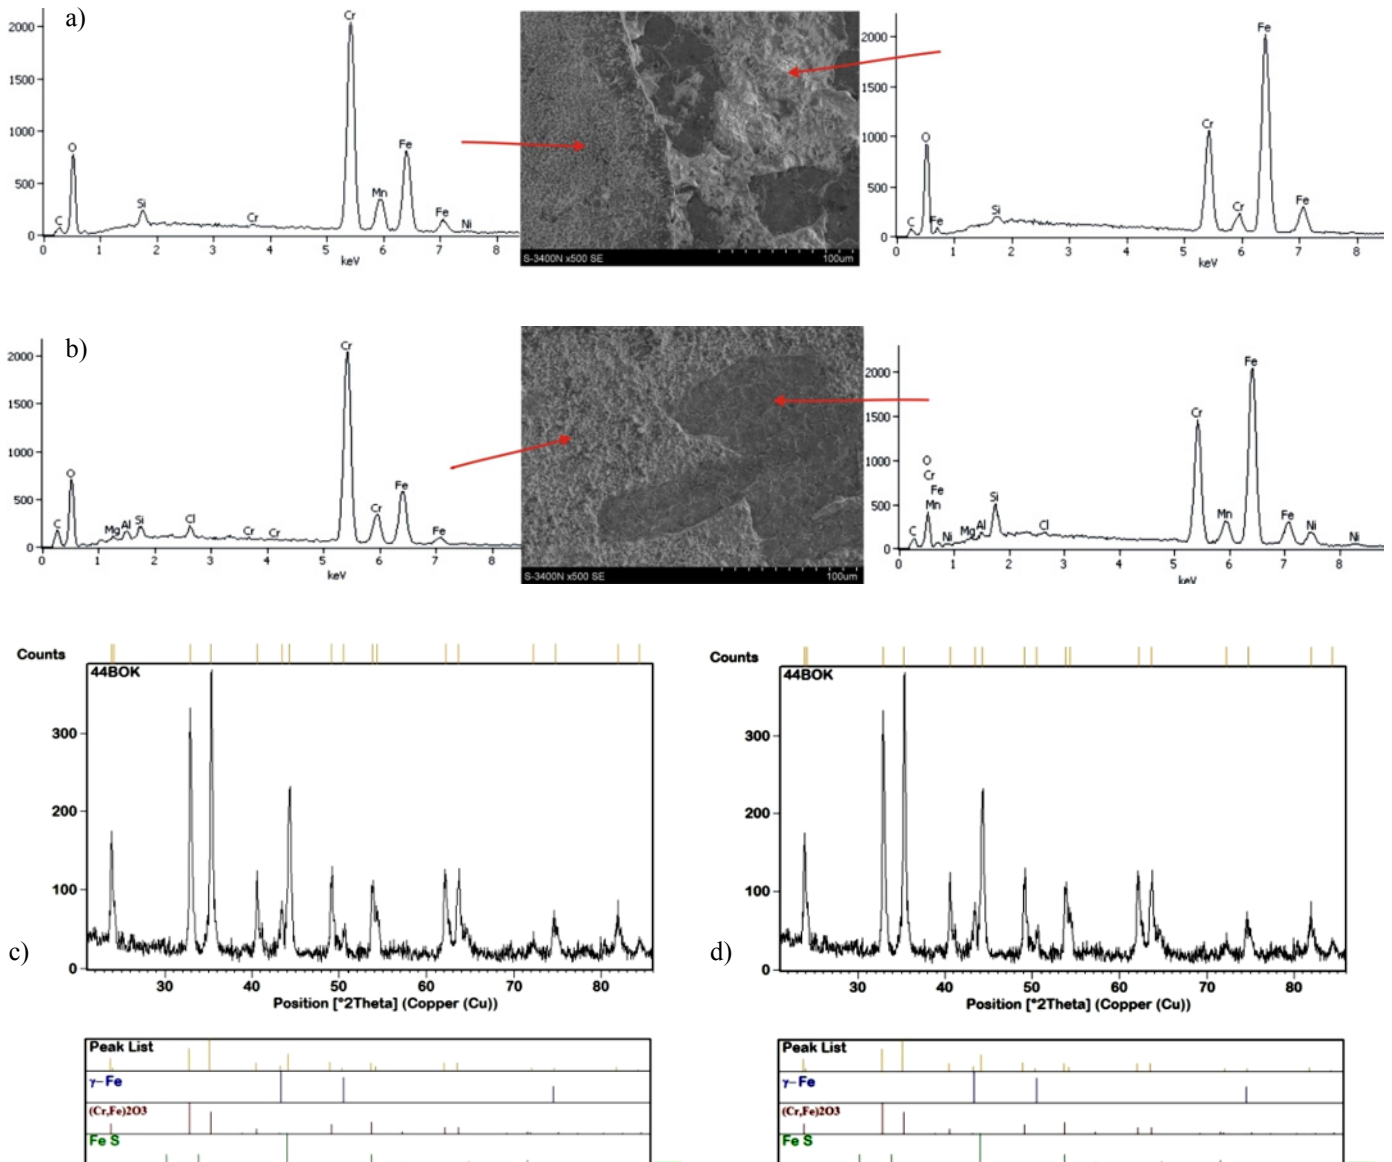 a)
2000
1500
1000
500
0
C
O
Si
Cr
Cr
Mn
Fe
Fe
Ni
0 1 2 3 4 5 6 7 8
keV
S-3400N x500 SE 100um
2000
1500
1000
500
0
C
O
Fe
Si
Cr
Cr
Fe
Fe
0 1 2 3 4 5 6 7 8
keV
b)
2000
1500
1000
500
0
C
O
Mg
Al
Si
Cl
Cr
Cr
Cr
Cr
Fe
Fe
0 1 2 3 4 5 6 7 8
keV
S-3400N x500 SE 100um
2000
1500
1000
500
0
C
O
Cr
Fe
Mn
Ni
Mg
Al
Si
Cl
Cr
Mn
Fe
Fe
Ni
Ni
0 1 2 3 4 5 6 7 8
keV
Counts
44BOK
300
200
100
0
c)
30 40 50 60 70 80
Position [°2Theta] (Copper (Cu))
Peak List
γ-Fe
(Cr,Fe)2O3
Fe S
Counts
44BOK
300
200
100
0
d)
30 40 50 60 70 80
Position [°2Theta] (Copper (Cu))
Peak List
γ-Fe
(Cr,Fe)2O3
Fe S